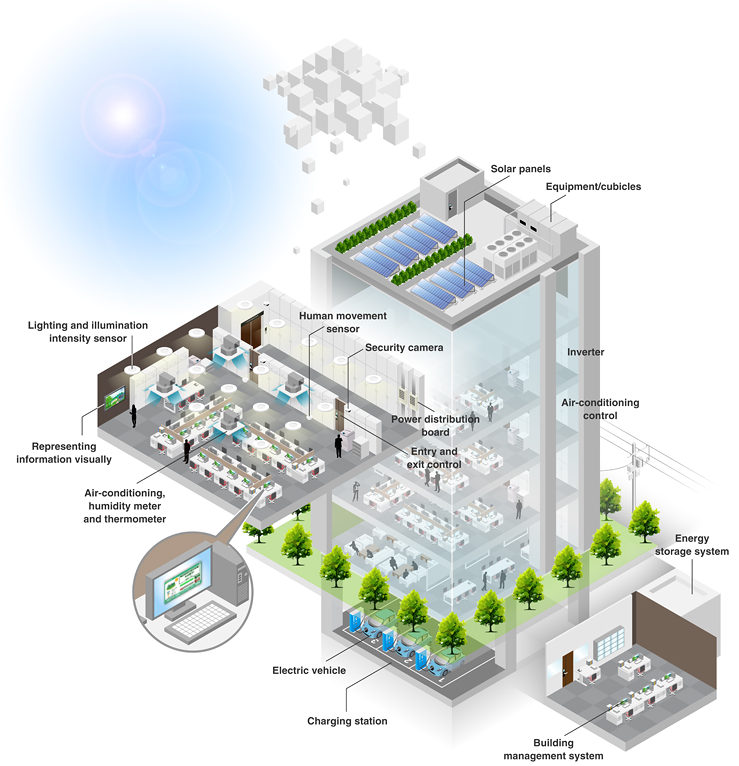 Solar panels
Equipment/cubicles
Human movement
sensor
Lighting and illumination
intensity sensor
Security camera
Inverter
Air-conditioning
control
Power distribution
board
Representing
information visually
Entry and
exit control
Air-conditioning,
humidity meter
and thermometer
Energy
storage system
Electric vehicle
Charging station
Building
management system